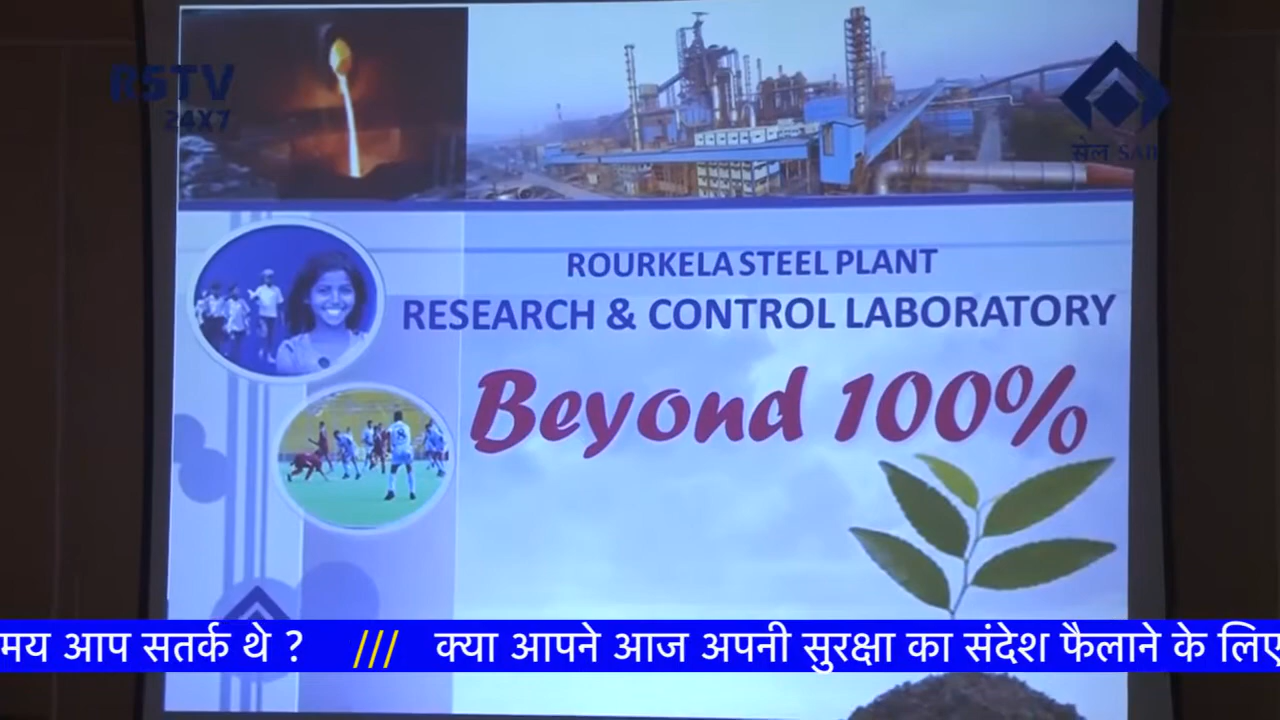 RSTV
24X7
सेल SAIL
ROURKELA STEEL PLANT
RESEARCH & CONTROL LABORATORY
Beyond 100%
मय आप सतर्क थे ? /// क्या आपने आज अपनी सुरक्षा का संदेश फैलाने के लिए